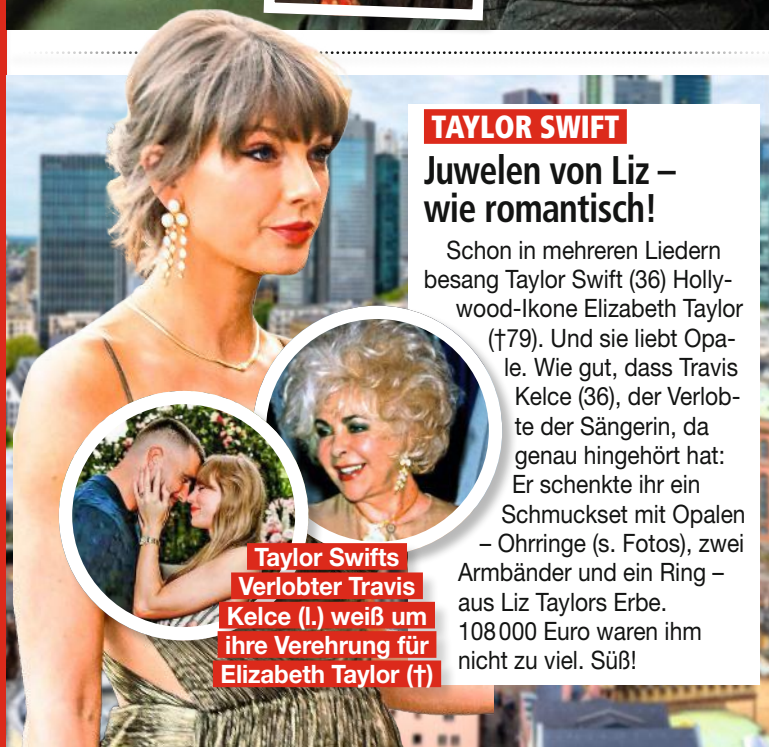 TAYLOR SWIFT
Juwelen von Liz –
wie romantisch!
Schon in mehreren Liedern
besang Taylor Swift (36) Holly-
wood-Ikone Elizabeth Taylor
(†79). Und sie liebt Opa-
le. Wie gut, dass Travis
Kelce (36), der Verlob-
te der Sängerin, da
genau hingehört hat:
Er schenkte ihr ein
Schmuckset mit Opalen
– Ohrringe (s. Fotos), zwei
Armbänder und ein Ring –
aus Liz Taylors Erbe.
108 000 Euro waren ihm
nicht zu viel. Süß!
Taylor Swifts
Verlobter Travis
Kelce (l.) weiß um
ihre Verehrung für
Elizabeth Taylor (†)